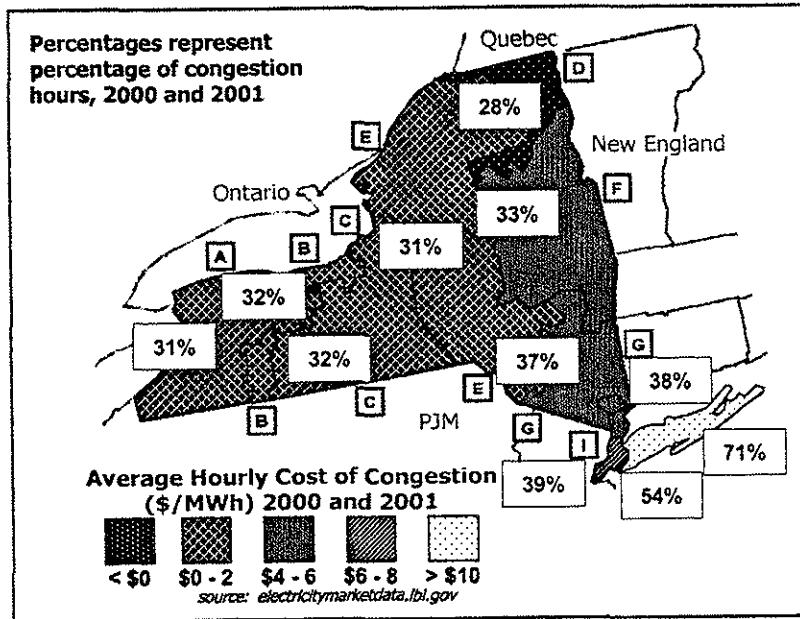 Percentages represent
percentage of congestion
hours, 2000 and 2001
Quebec
D
28%
E
New England
Ontario
F
C
33%
A
B
31%
32%
31%
32%
37%
G
38%
E
C
B
PJM
G
I
71%
39%
54%
Average Hourly Cost of Congestion
($/MWh) 2000 and 2001
< $0
$0 - 2
$4 - 6
$6 - 8
> $10
source: electricitymarketdata.lbl.gov